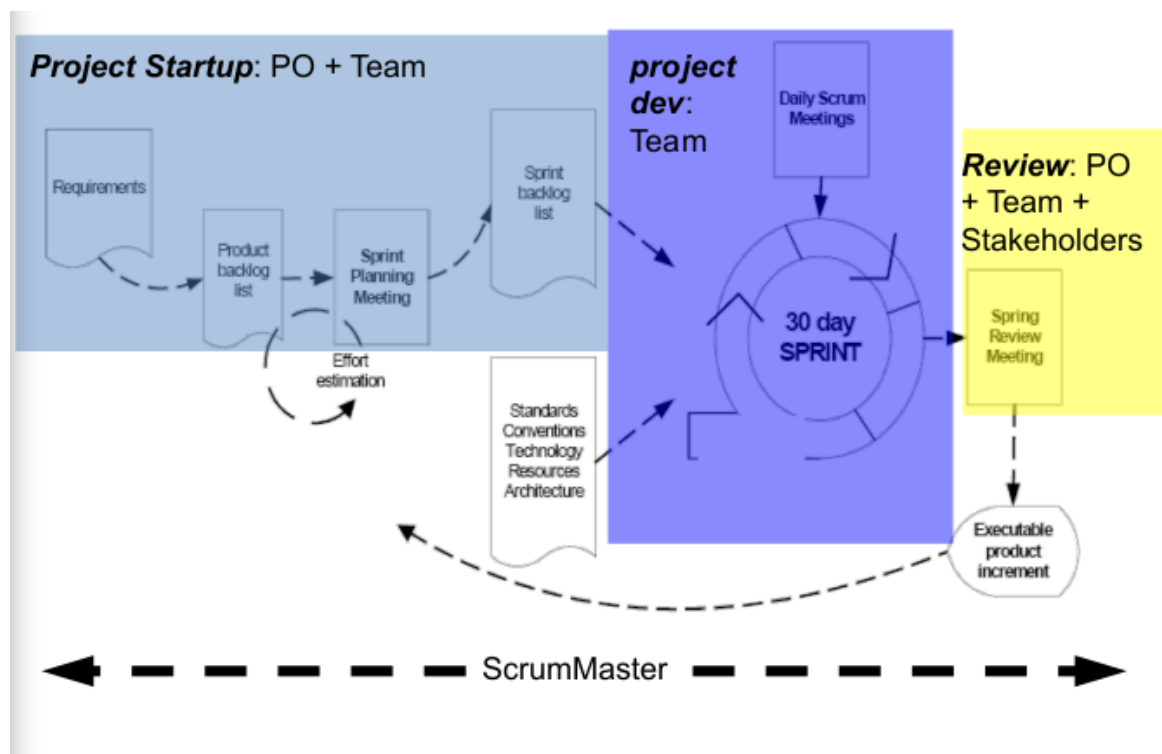 Project Startup: PO + Team
Requirements
Product
backlog
list
Sprint
Planning
Meeting
Effort
estimation
Sprint
backlog
list
Standards
Conventions
Technology
Resources
Architecture
project
dev:
Team
Daily Scrum
Meetings
30 day
SPRINT
Review: PO
+ Team +
Stakeholders
Spring
Review
Meeting
Executable
product
increment
ScrumMaster